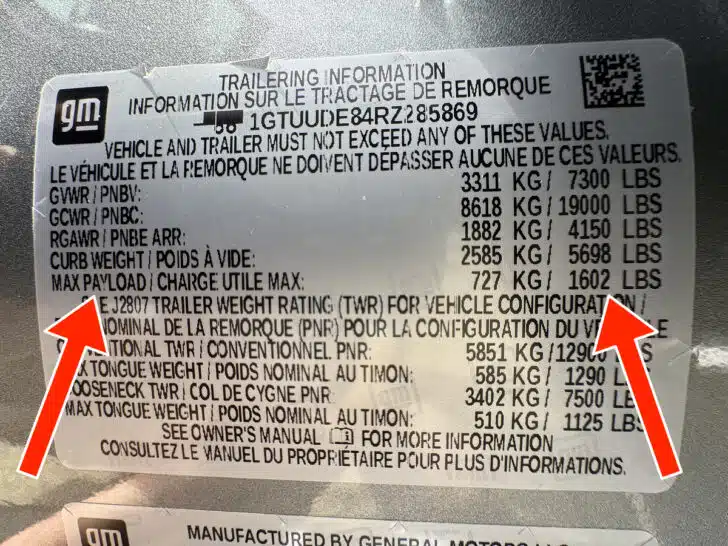 gm
TRAILERING INFORMATION
INFORMATION SUR LE TRACTAGE DE REMORQUE
1GTUUDE84RZ285869
VEHICLE AND TRAILER MUST NOT EXCEED ANY OF THESE VALUES.
LE VÉHICULE ET LA REMORQUE NE DOIVENT DÉPASSER AUCUNE DE CES VALEURS.
GVWR / PNBV: 3311 KG / 7300 LBS
GCWR / PNBC: 8618 KG / 19000 LBS
RGAWR / PNBE ARR: 1882 KG / 4150 LBS
CURB WEIGHT / POIDS À VIDE: 2585 KG / 5698 LBS
MAX PAYLOAD / CHARGE UTILE MAX: 727 KG / 1602 LBS
J2807 TRAILER WEIGHT RATING (TWR) FOR VEHICLE CONFIGURATION /
NOMINAL DE LA REMORQUE (PNR) POUR LA CONFIGURATION DU
TWR / CONVENTIONNEL PNR: 5851 KG / 12900 LBS
TONGUE WEIGHT / POIDS NOMINAL AU TIMON: 585 KG / 1290 LBS
GOOSENECK TWR / COL DE CYGNE PNR: 3402 KG / 7500 LBS
MAX TONGUE WEIGHT / POIDS NOMINAL AU TIMON: 510 KG / 1125 LBS
SEE OWNER'S MANUAL FOR MORE INFORMATION
CONSULTEZ LE MANUEL DU PROPRIÉTAIRE POUR PLUS D'INFORMATIONS.
gm
MANUFACTURED BY GENERAL MOTORS LLC